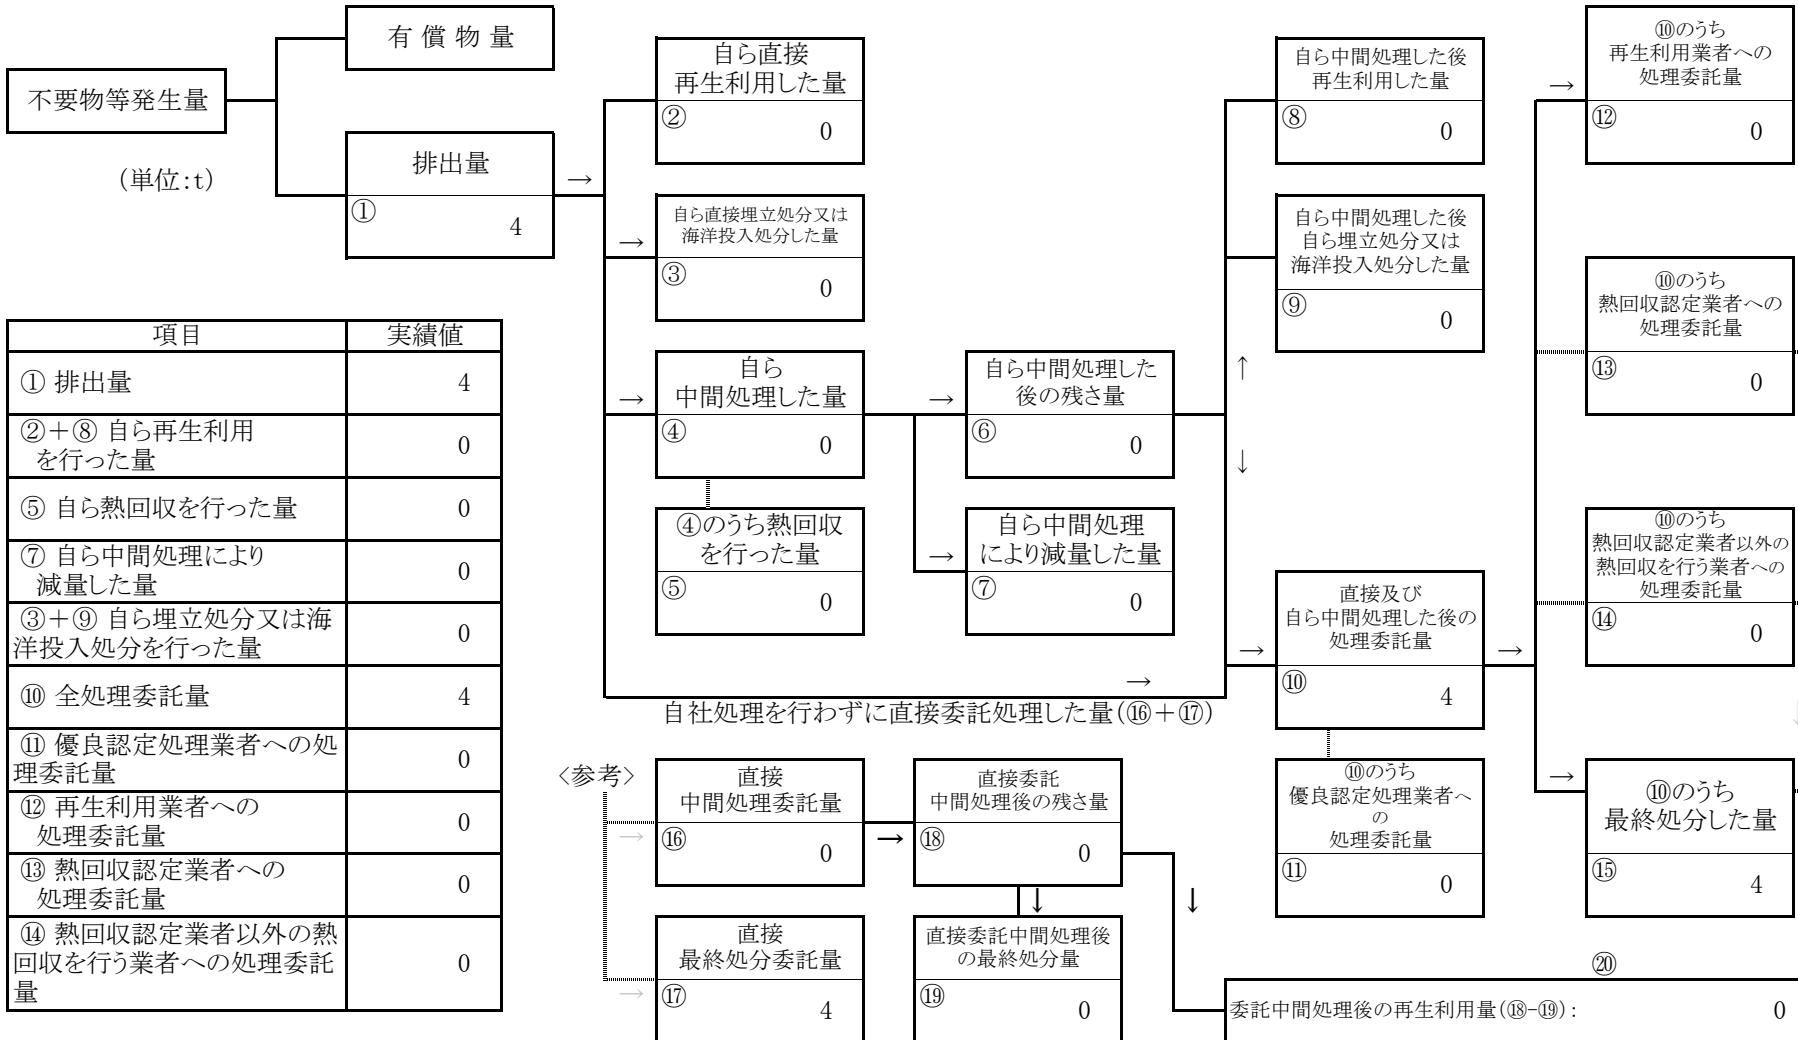 有 償 物 量
不要物等発生量
(単位:t)
排出量
①
4
→
自ら直接
再生利用した量
②
0
→
自ら直接埋立処分又は
海洋投入処分した量
③
0
→
自ら
中間処理した量
④
0
④のうち熱回収
を行った量
⑤
0
→
自ら中間処理した
後の残さ量
⑥
0
→
自ら中間処理
により減量した量
⑦
0
自ら中間処理した後
再生利用した量
⑧
0
自ら中間処理した後
自ら埋立処分又は
海洋投入処分した量
⑨
0
↑
↓
→
自社処理を行わずに直接委託処理した量(⑯+⑰)
→
直接及び
自ら中間処理した後の
処理委託量
⑩
4
⑩のうち
優良認定処理業者へ
の
処理委託量
⑪
0
→
→
⑩のうち
再生利用業者への
処理委託量
⑫
0
⑩のうち
熱回収認定業者への
処理委託量
⑬
0
⑩のうち
熱回収認定業者以外の
熱回収を行う業者への
処理委託量
⑭
0
→
⑩のうち
最終処分した量
⑮
4
項目 実績値
① 排出量 4
②+⑧ 自ら再生利用
を行った量
0
⑤ 自ら熱回収を行った量 0
⑦ 自ら中間処理により
減量した量
0
③+⑨ 自ら埋立処分又は海
洋投入処分を行った量
0
⑩ 全処理委託量 4
⑪ 優良認定処理業者への処
理委託量
0
⑫ 再生利用業者への
処理委託量
0
⑬ 熱回収認定業者への
処理委託量
0
⑭ 熱回収認定業者以外の熱
回収を行う業者への処理委託
量
0
〈参考〉
→
直接
中間処理委託量
⑯
0
→
直接委託
中間処理後の残さ量
⑱
0
↓
↓
→
直接
最終処分委託量
⑰
4
直接委託中間処理後
の最終処分量
⑲
0
⑳
委託中間処理後の再生利用量(⑱-⑲): 0